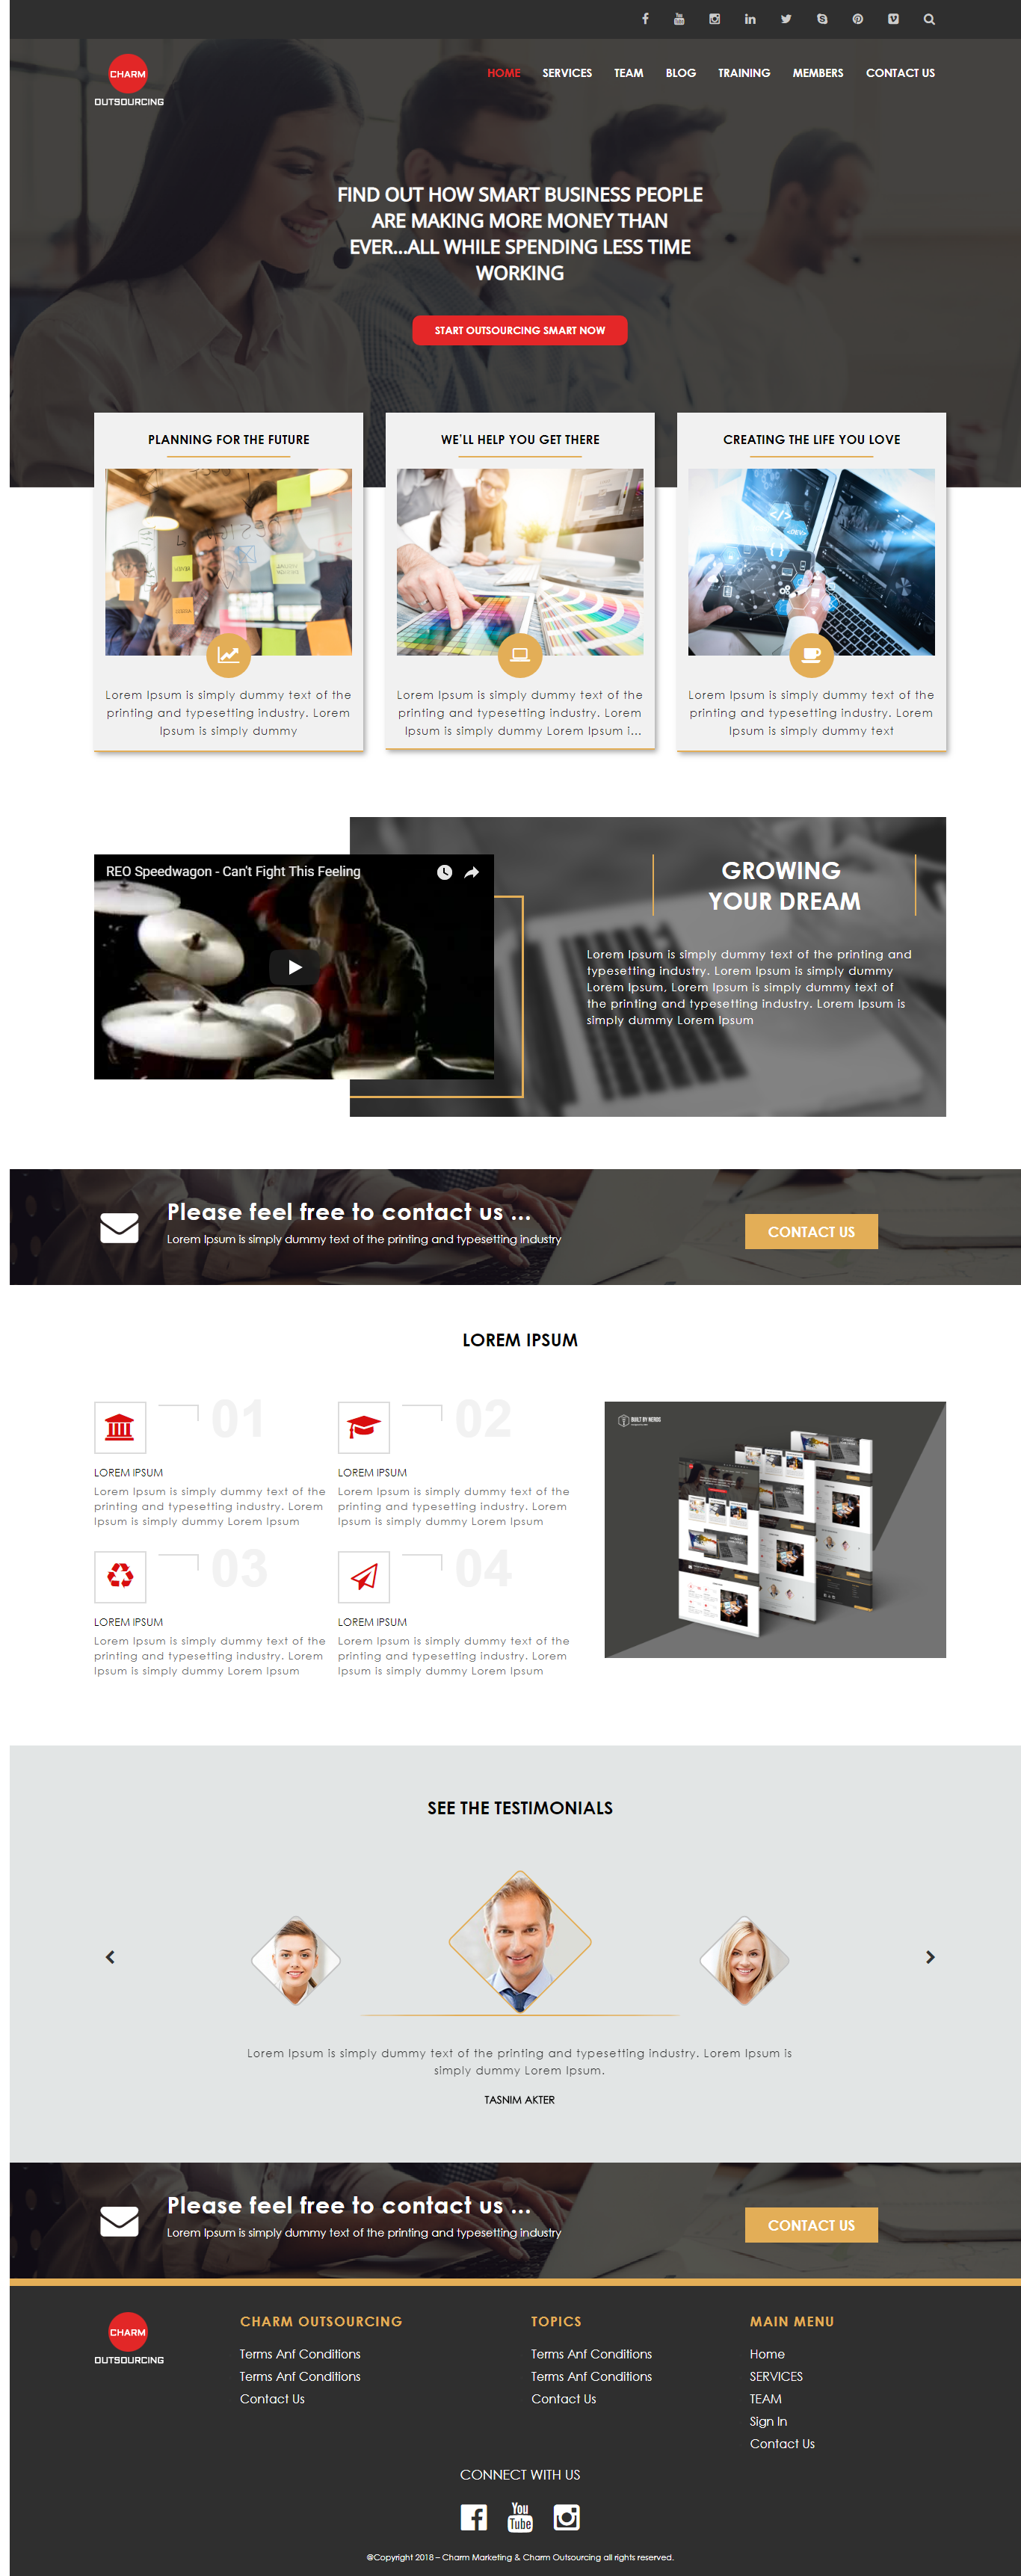 CHARM
OUTSOURCING
HOME SERVICES TEAM BLOG TRAINING MEMBERS CONTACT US
FIND OUT HOW SMART BUSINESS PEOPLE
ARE MAKING MORE MONEY THAN
EVER...ALL WHILE SPENDING LESS TIME
WORKING
START OUTSOURCING SMART NOW
PLANNING FOR THE FUTURE
Lorem Ipsum is simply dummy text of the
printing and typesetting industry. Lorem
Ipsum is simply dummy
WE'LL HELP YOU GET THERE
Lorem Ipsum is simply dummy text of the
printing and typesetting industry. Lorem
Ipsum is simply dummy Lorem Ipsum i...
CREATING THE LIFE YOU LOVE
Lorem Ipsum is simply dummy text of the
printing and typesetting industry. Lorem
Ipsum is simply dummy text
REO Speedwagon - Can't Fight This Feeling
GROWING
YOUR DREAM
Lorem Ipsum is simply dummy text of the printing and
typesetting industry. Lorem Ipsum is simply dummy
Lorem Ipsum, Lorem Ipsum is simply dummy text of
the printing and typesetting industry. Lorem Ipsum is
simply dummy Lorem Ipsum
Please feel free to contact us ...
Lorem Ipsum is simply dummy text of the printing and typesetting industry
CONTACT US
LOREM IPSUM
01
LOREM IPSUM
Lorem Ipsum is simply dummy text of the
printing and typesetting industry. Lorem
Ipsum is simply dummy Lorem Ipsum
02
LOREM IPSUM
Lorem Ipsum is simply dummy text of the
printing and typesetting industry. Lorem
Ipsum is simply dummy Lorem Ipsum
03
LOREM IPSUM
Lorem Ipsum is simply dummy text of the
printing and typesetting industry. Lorem
Ipsum is simply dummy Lorem Ipsum
04
LOREM IPSUM
Lorem Ipsum is simply dummy text of the
printing and typesetting industry. Lorem
Ipsum is simply dummy Lorem Ipsum
BUILT BY NERDS
SEE THE TESTIMONIALS
Lorem Ipsum is simply dummy text of the printing and typesetting industry. Lorem Ipsum is
simply dummy Lorem Ipsum.
TASNIM AKTER
Please feel free to contact us ...
Lorem Ipsum is simply dummy text of the printing and typesetting industry
CONTACT US
CHARM
OUTSOURCING
CHARM OUTSOURCING
Terms Anf Conditions
Terms Anf Conditions
Contact Us
TOPICS
Terms Anf Conditions
Terms Anf Conditions
Contact Us
MAIN MENU
Home
SERVICES
TEAM
Sign In
Contact Us
CONNECT WITH US
You
Tube
@Copyright 2018 – Charm Marketing & Charm Outsourcing all rights reserved.